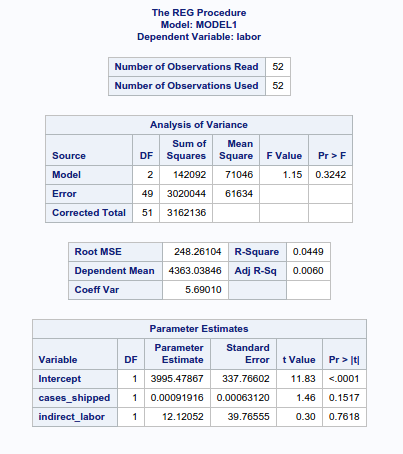 The REG Procedure
Model: MODEL1
Dependent Variable: labor
Number of Observations Read 52
Number of Observations Used 52
Analysis of Variance
Source DF Sum of Squares Mean Square F Value Pr > F
Model 2 142092 71046 1.15 0.3242
Error 49 3020044 61634
Corrected Total 51 3162136
Root MSE 248.26104 R-Square 0.0449
Dependent Mean 4363.03846 Adj R-Sq 0.0060
Coeff Var 5.69010
Parameter Estimates
Variable DF Parameter Estimate Standard Error t Value Pr > |t|
Intercept 1 3995.47867 337.76602 11.83 <.0001
cases_shipped 1 0.00091916 0.00063120 1.46 0.1517
indirect_labor 1 12.12052 39.76555 0.30 0.7618